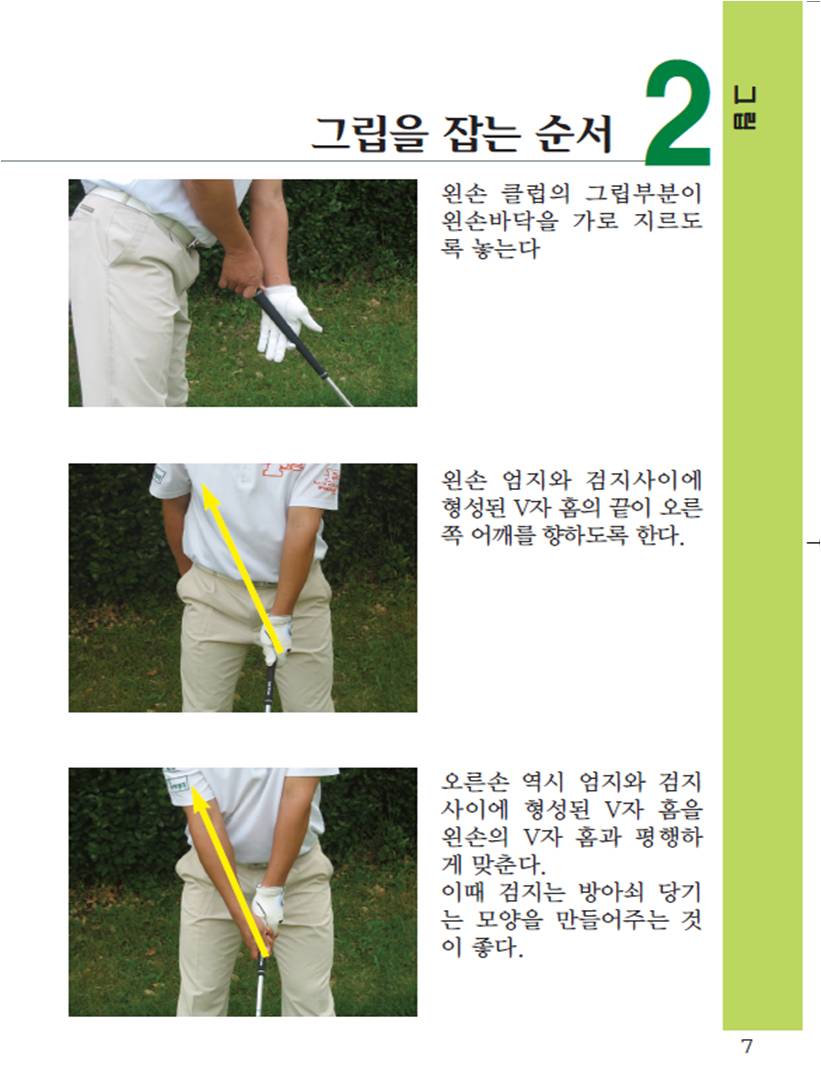 그립을 잡는 순서
2
그립
왼손 클럽의 그립부분이
왼손바닥을 가로 지르도
록 놓는다
왼손 엄지와 검지사이에
형성된 V자 홈의 끝이 오른
쪽 어깨를 향하도록 한다.
오른손 역시 엄지와 검지
사이에 형성된 V자 홈을
왼손의 V자 홈과 평행하
게 맞춘다.
이때 검지는 방아쇠 당기
는 모양을 만들어주는 것
이 좋다.
7